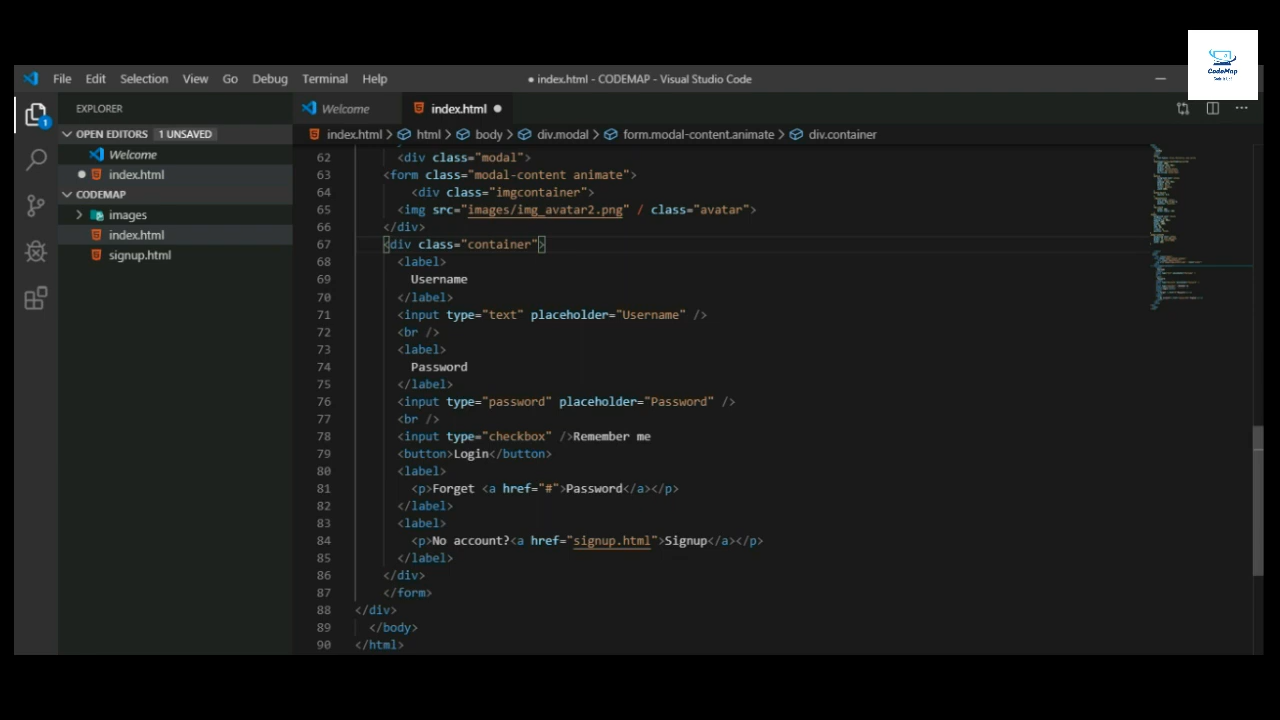 CodeMap
File Edit Selection View Go Debug Terminal Help
● index.html - CODEMAP - Visual Studio Code
EXPLORER
Welcome
index.html ●
OPEN EDITORS 1 UNSAVED
index.html > html > body > div.modal > form.modal-content.animate > div.container
1
Welcome
● index.html
CODEMAP
images
index.html
signup.html
62 <div class="modal">
63 <form class="modal-content animate">
64 <div class="imgcontainer">
65 <img src="images/img_avatar2.png" / class="avatar">
66 </div>
67 <div class="container">
68 <label>
69 Username
70 </label>
71 <input type="text" placeholder="Username" />
72 <br />
73 <label>
74 Password
75 </label>
76 <input type="password" placeholder="Password" />
77 <br />
78 <input type="checkbox" />Remember me
79 <button>Login</button>
80 <label>
81 <p>Forget <a href="#">Password</a></p>
82 </label>
83 <label>
84 <p>No account?<a href="signup.html">Signup</a></p>
85 </label>
86 </div>
87 </form>
88 </div>
89 </body>
90 </html>